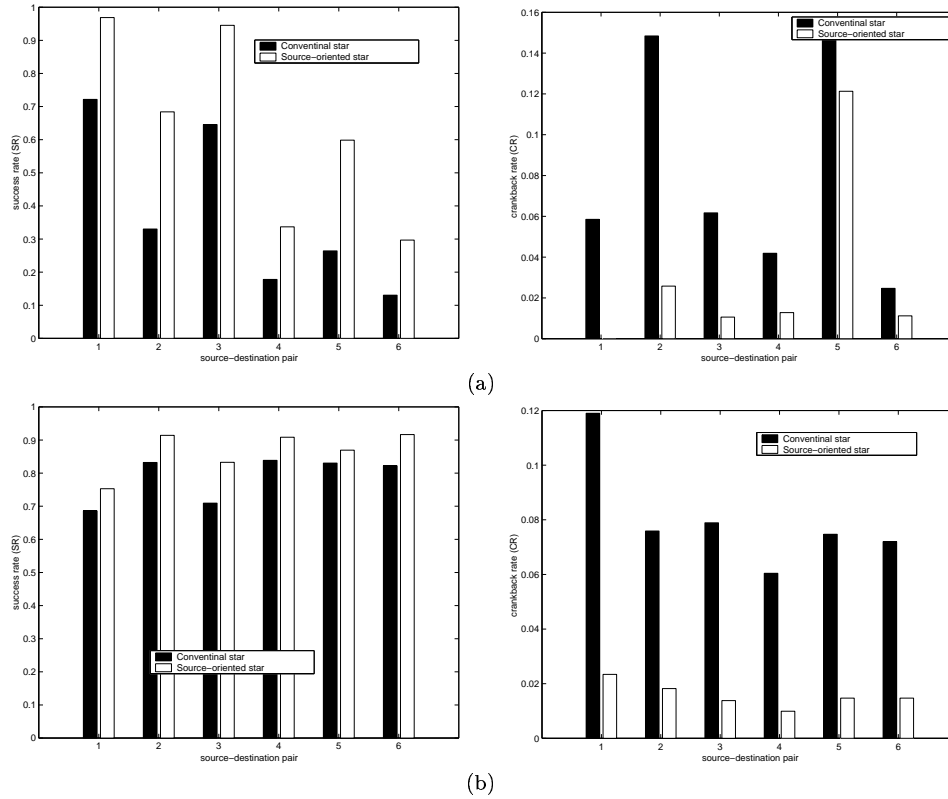 1
0.9
0.8
0.7
0.6
0.5
0.4
0.3
0.2
0.1
0
success rate (SR)
Conventinal star
Source−oriented star
1 2 3 4 5 6
source−destination pair
0.16
0.14
0.12
0.1
0.08
0.06
0.04
0.02
0
crankback rate (CR)
Conventinal star
Source−oriented star
1 2 3 4 5 6
source−destination pair
(a)
1
0.9
0.8
0.7
0.6
0.5
0.4
0.3
0.2
0.1
0
success rate (SR)
Conventinal star
Source−oriented star
1 2 3 4 5 6
source−destination pair
0.12
0.1
0.08
0.06
0.04
0.02
0
crankback rate (CR)
Conventinal star
Source−oriented star
1 2 3 4 5 6
source−destination pair
(b)